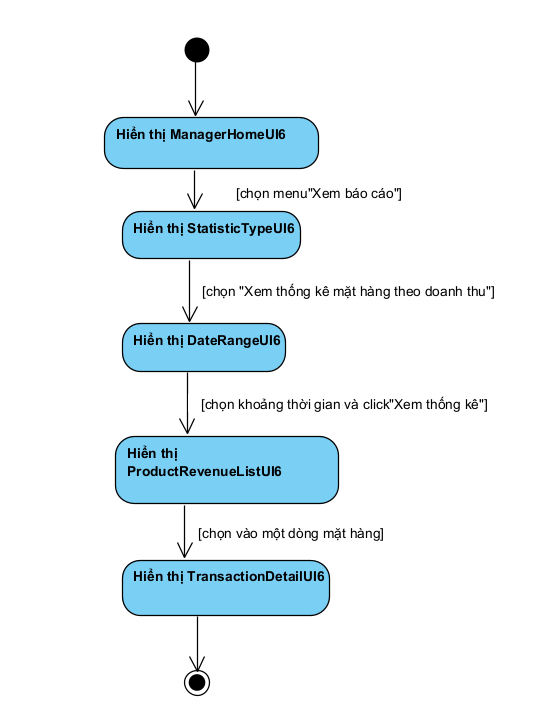 Hiển thị ManagerHomeUI6
[chọn menu"Xem báo cáo"]
Hiển thị StatisticTypeUI6
[chọn "Xem thống kê mặt hàng theo doanh thu"]
Hiển thị DateRangeUI6
[chọn khoảng thời gian và click"Xem thống kê"]
Hiển thị
ProductRevenueListUI6
[chọn vào một dòng mặt hàng]
Hiển thị TransactionDetailUI6